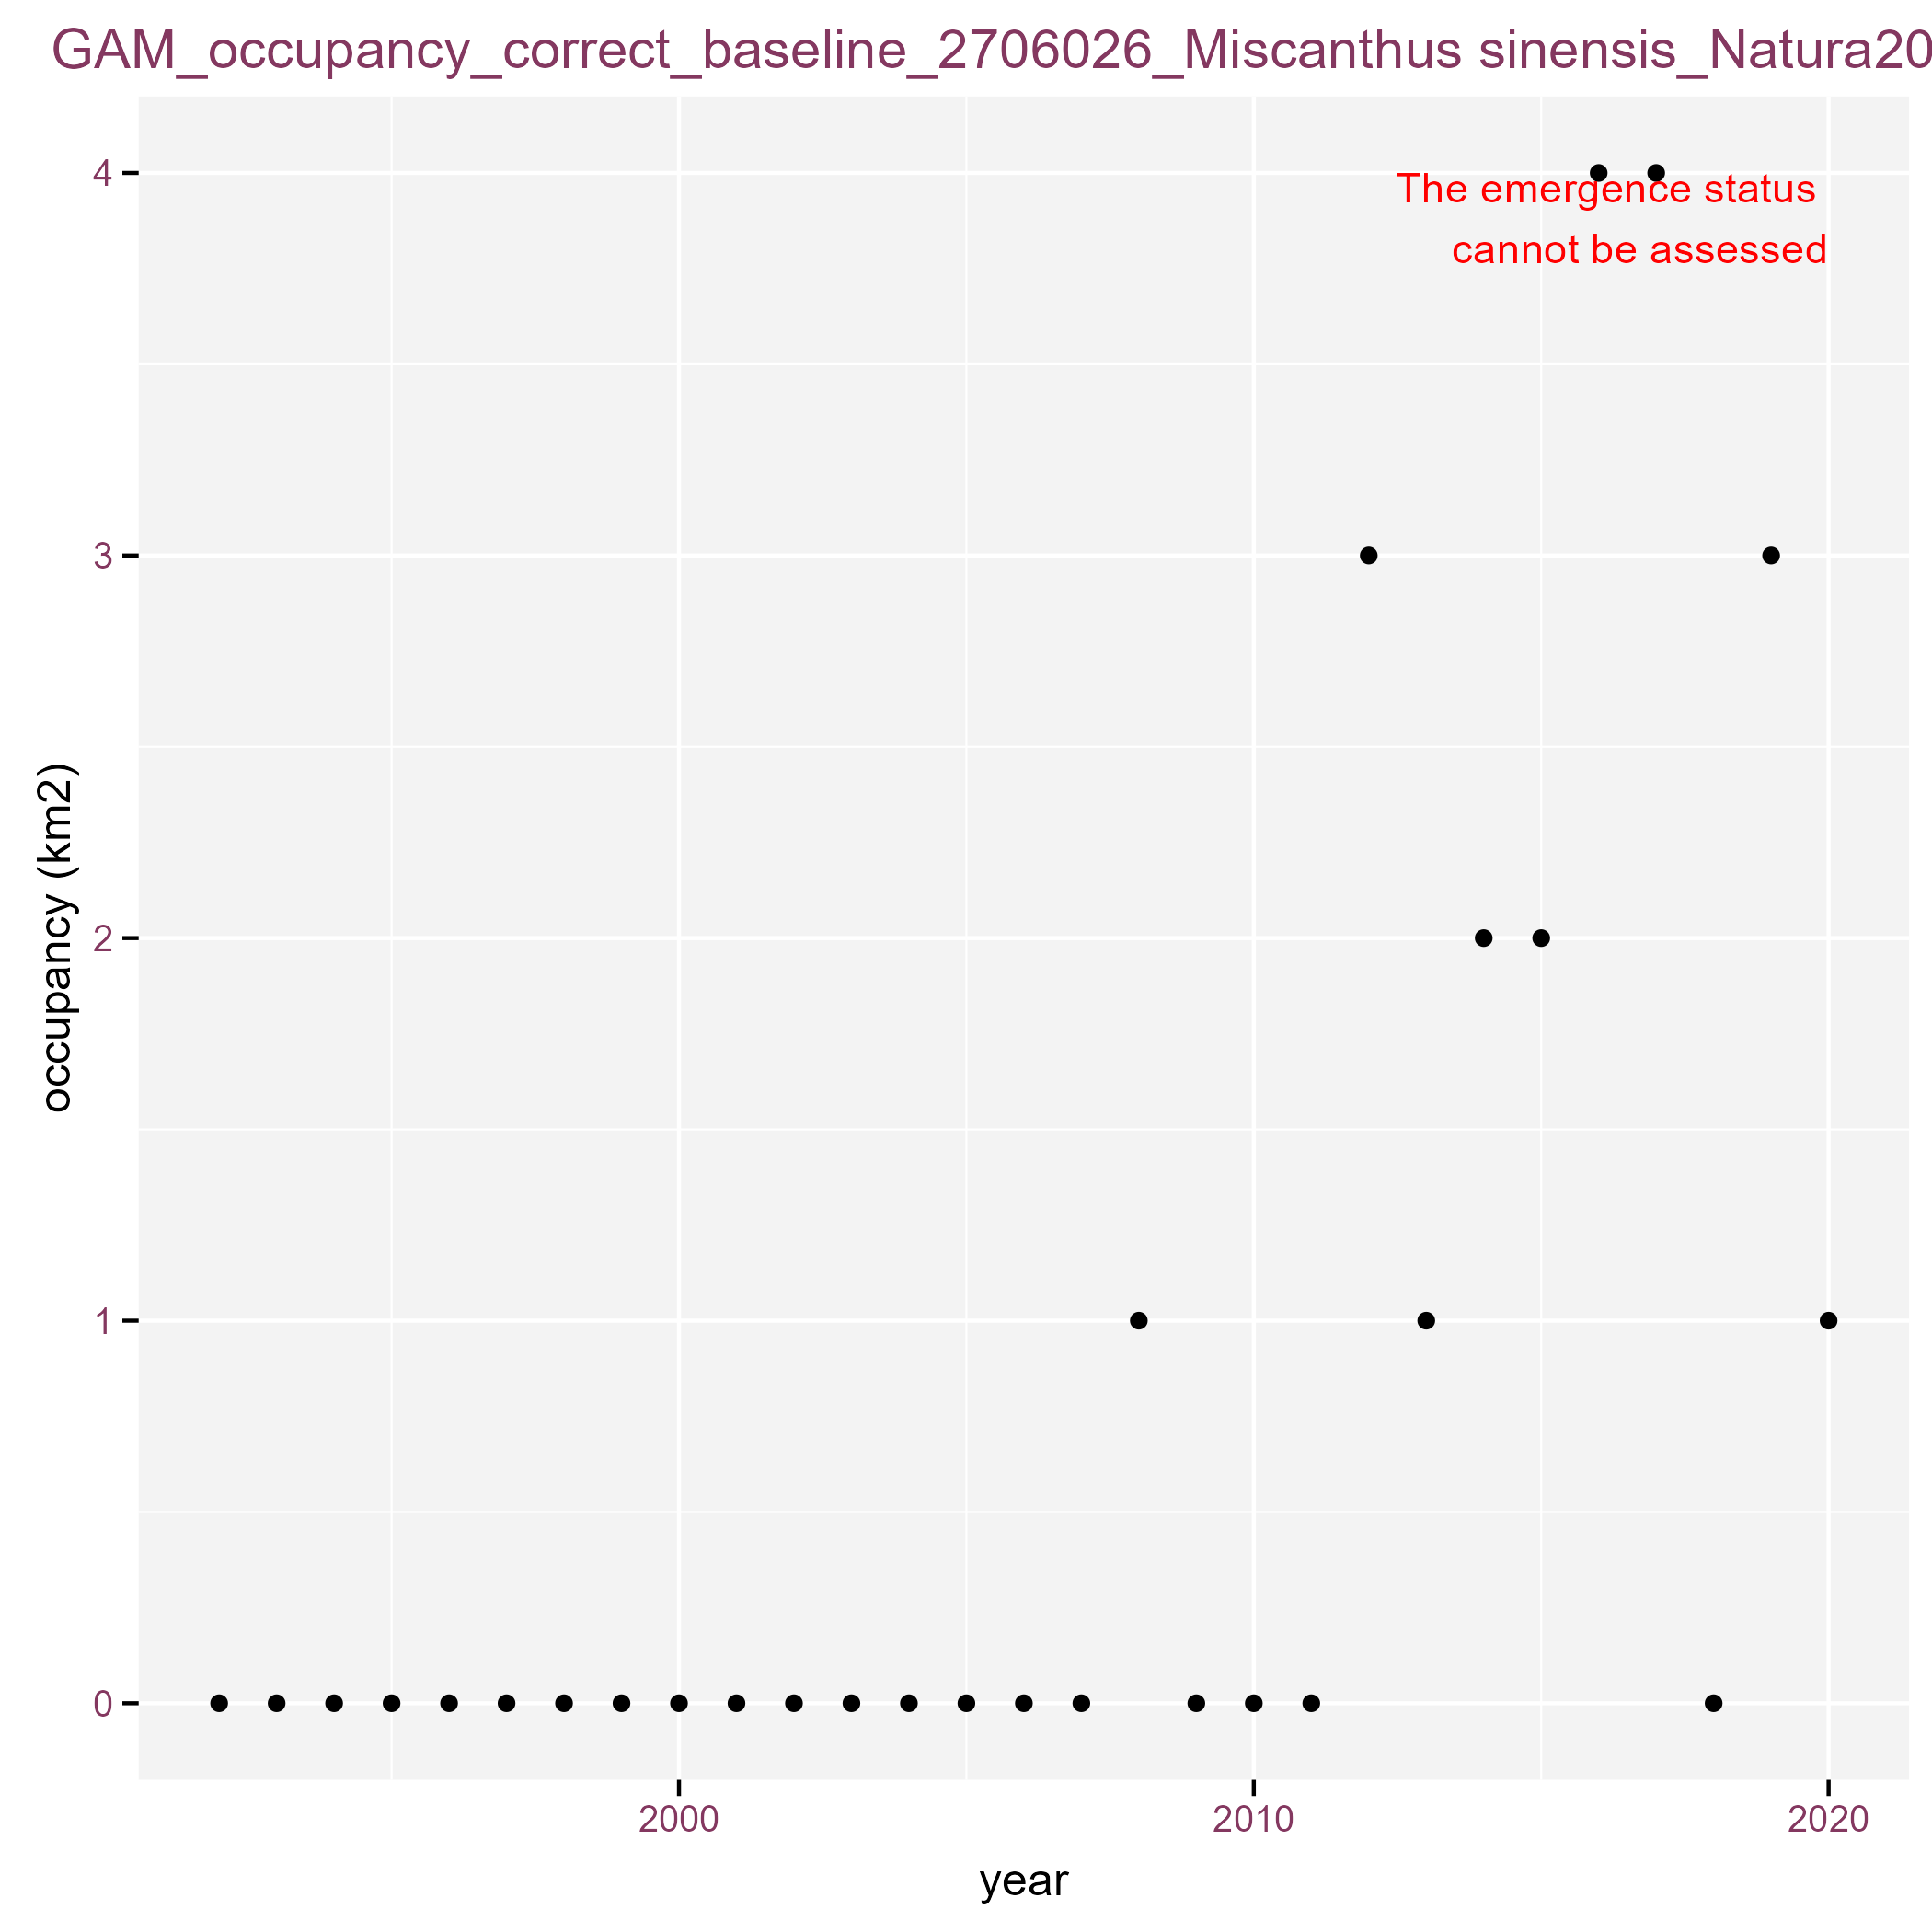 GAM_occupancy_correct_baseline_2706026_Miscanthus sinensis_Natura20
4
The emergence status
cannot be assessed
3
2
1
0
occupancy (km2)
2000 2010 2020
year